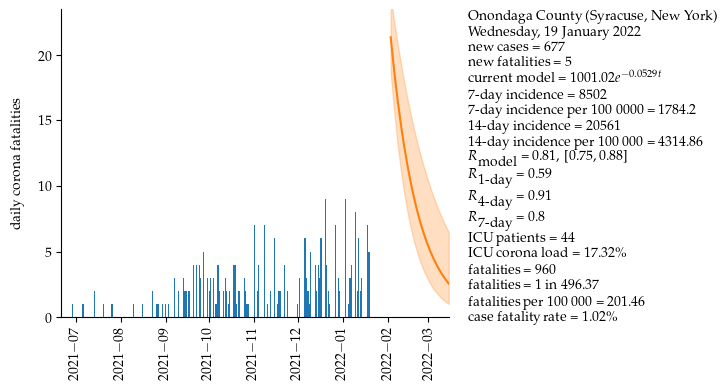 Onondaga County (Syracuse, New York)
Wednesday, 19 January 2022
new cases = 677
new fatalities = 5
current model = 1001.02e^{−0.0529t}
7-day incidence = 8502
7-day incidence per 100 0000 = 1784.2
14-day incidence = 20561
14-day incidence per 100 0000 = 4314.86
R_model = 0.81, [0.75, 0.88]
R_1-day = 0.59
R_4-day = 0.91
R_7-day = 0.8
ICU patients = 44
ICU corona load = 17.32%
fatalities = 960
fatalities = 1 in 496.37
fatalities per 100 000 = 201.46
case fatality rate = 1.02%
daily corona fatalities
20
15
10
5
0
2021−07
2021−08
2021−09
2021−10
2021−11
2021−12
2022−01
2022−02
2022−03